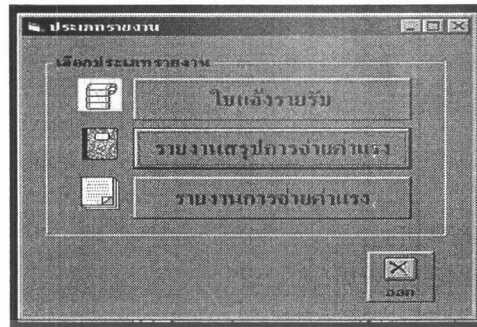 ประเภทรายงาน
เลือกประเภทรายงาน
ใบแจ้งรายรับ
รายงานสรุปการจ่ายค่าแรง
รายงานการจ่ายค่าแรง
ออก